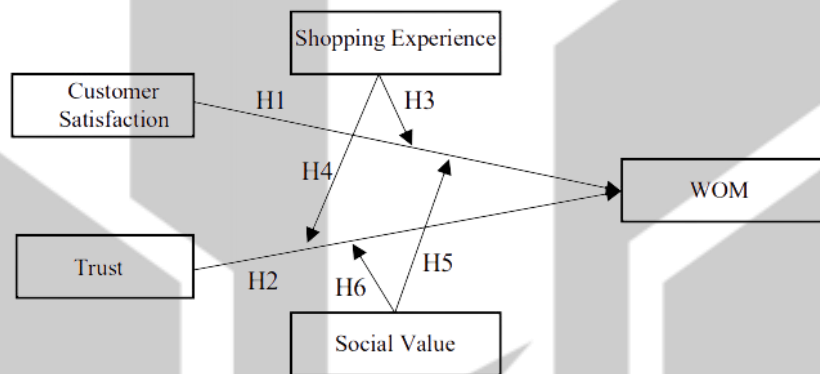 Shopping Experience
Customer
Satisfaction
H1
H3
H4
WOM
Trust
H2
H5
H6
Social Value